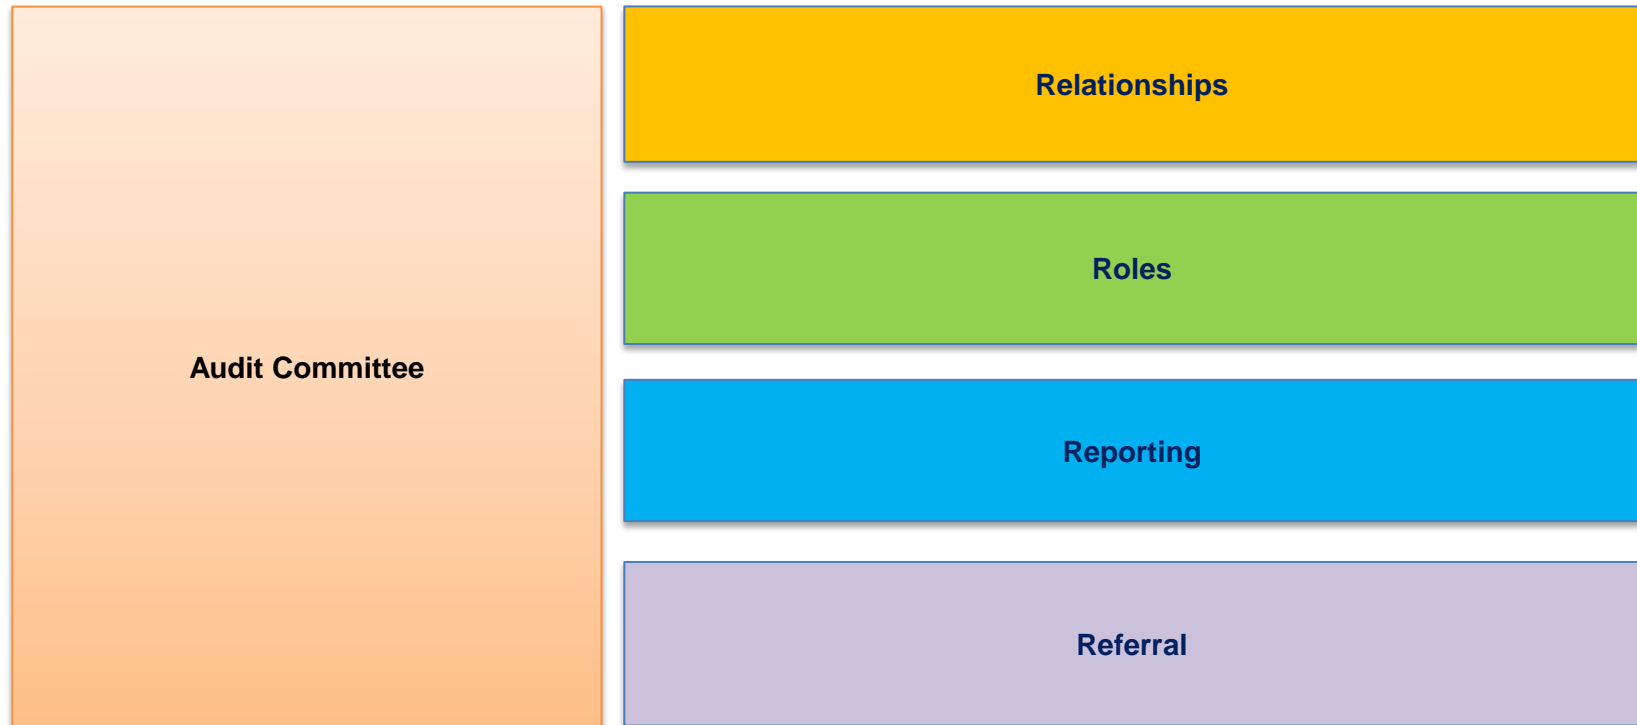 Audit Committee
Relationships
Roles
Reporting
Referral